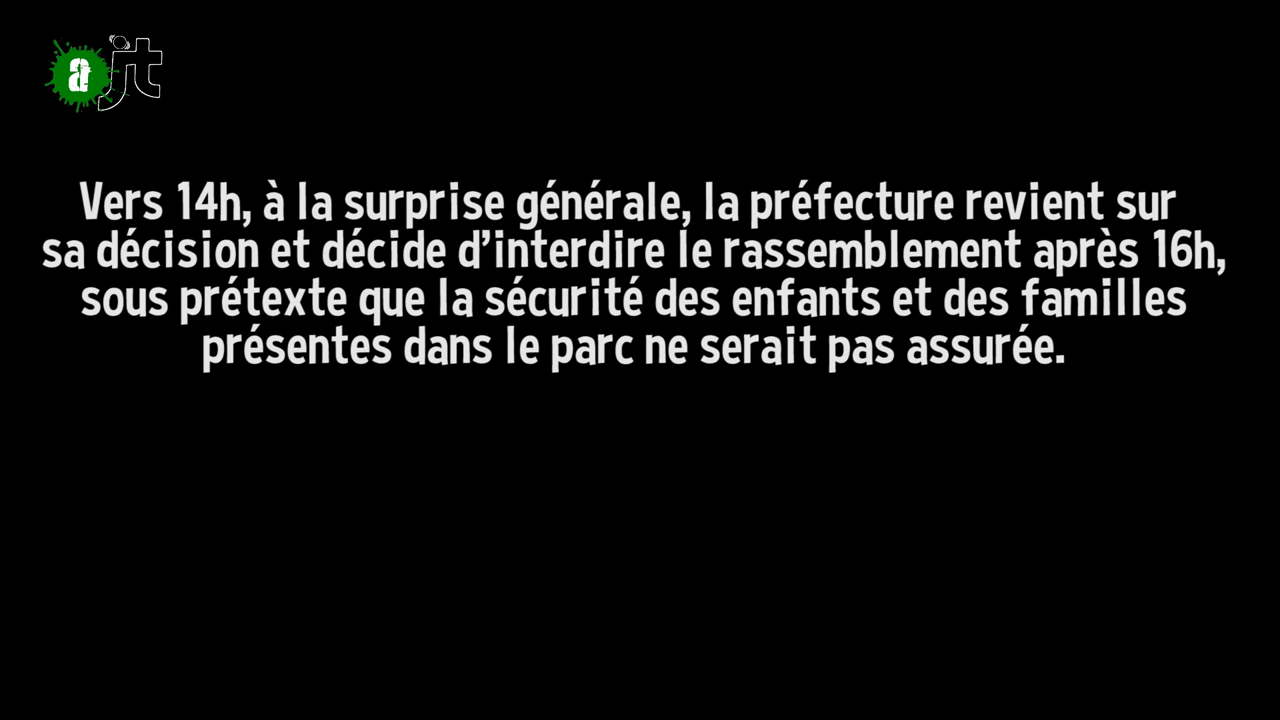 ajt
Vers 14h, à la surprise générale, la préfecture revient sur
sa décision et décide d’interdire le rassemblement après 16h,
sous prétexte que la sécurité des enfants et des familles
présentes dans le parc ne serait pas assurée.